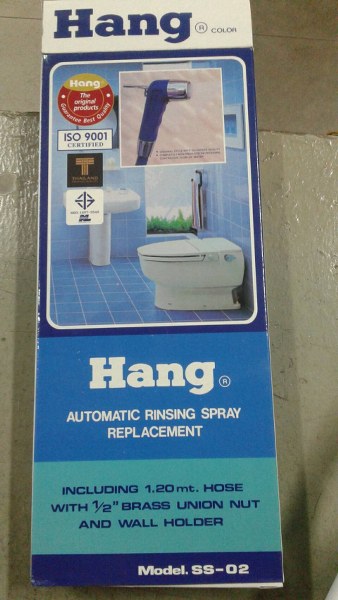 Hang ® COLOR
Hang
The
original
products
Guarantee Best Quality
ISO 9001
CERTIFIED
T
THAILAND
Hang ®
AUTOMATIC RINSING SPRAY
REPLACEMENT
INCLUDING 1.20 mt. HOSE
WITH 1/2" BRASS UNION NUT
AND WALL HOLDER
Model. SS-02